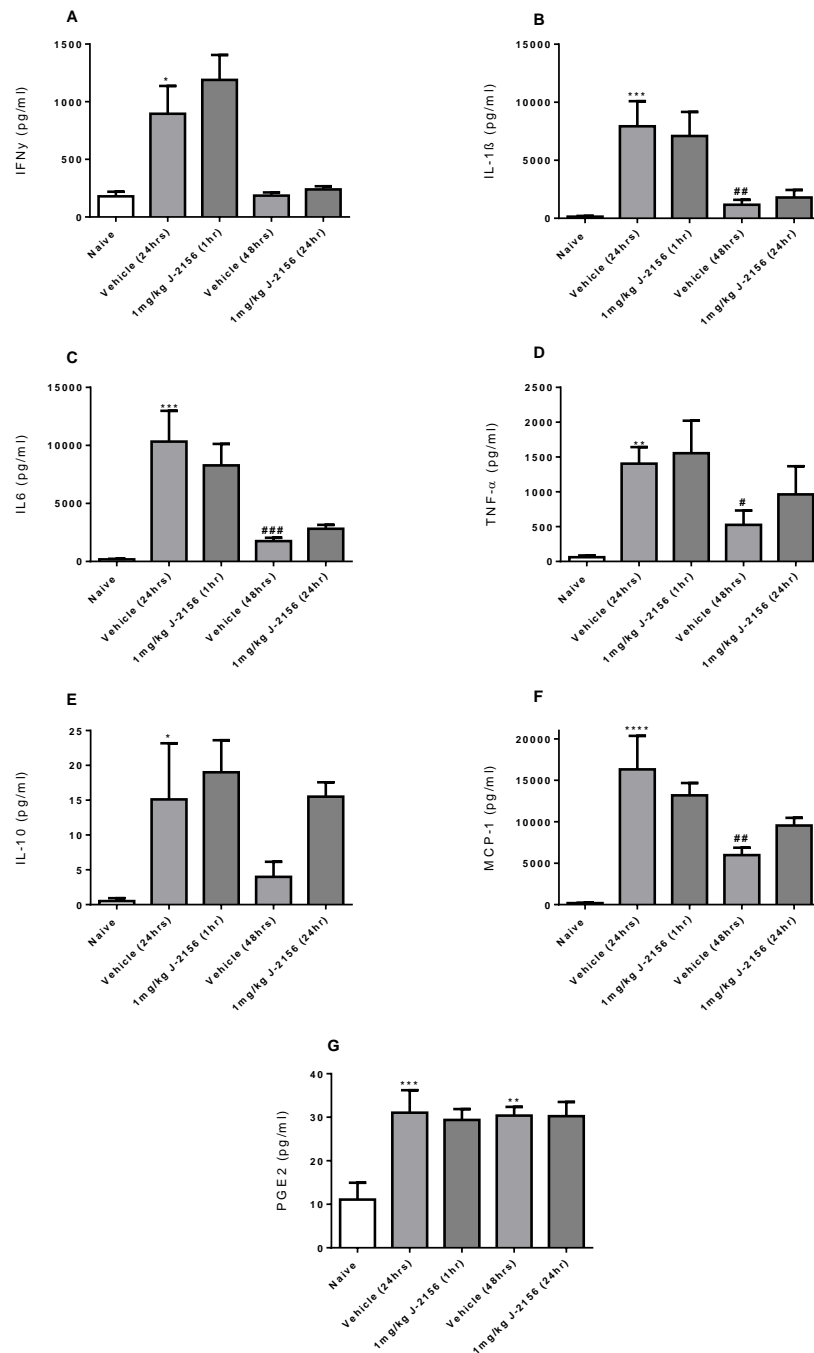 A
IFNy (pg/ml)
1500
1000
500
0
*
Naive
Vehicle (24hrs)
1mg/kg J-2156 (1hr)
Vehicle (48hrs)
1mg/kg J-2156 (24hr)
B
IL-1ß (pg/ml)
15000
10000
5000
0
***
##
Naive
Vehicle (24hrs)
1mg/kg J-2156 (1hr)
Vehicle (48hrs)
1mg/kg J-2156 (24hr)
C
IL6 (pg/ml)
15000
10000
5000
0
***
###
Naive
Vehicle (24hrs)
1mg/kg J-2156 (1hr)
Vehicle (48hrs)
1mg/kg J-2156 (24hr)
D
TNF-α (pg/ml)
2500
2000
1500
1000
500
0
**
#
Naive
Vehicle (24hrs)
1mg/kg J-2156 (1hr)
Vehicle (48hrs)
1mg/kg J-2156 (24hr)
E
IL-10 (pg/ml)
25
20
15
10
5
0
*
Naive
Vehicle (24hrs)
1mg/kg J-2156 (1hr)
Vehicle (48hrs)
1mg/kg J-2156 (24hr)
F
MCP-1 (pg/ml)
20000
15000
10000
5000
0
****
##
Naive
Vehicle (24hrs)
1mg/kg J-2156 (1hr)
Vehicle (48hrs)
1mg/kg J-2156 (24hr)
G
PGE2 (pg/ml)
40
30
20
10
0
***
**
Naive
Vehicle (24hrs)
1mg/kg J-2156 (1hr)
Vehicle (48hrs)
1mg/kg J-2156 (24hr)